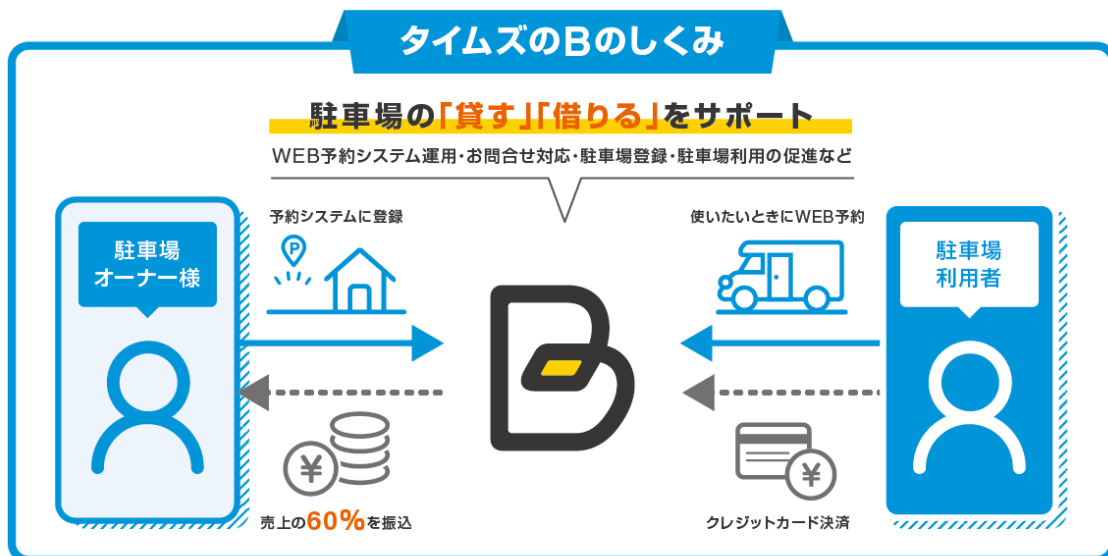 タイムズのBのしくみ
駐車場の「貸す」「借りる」をサポート
WEB予約システム運用・お問合せ対応・駐車場登録・駐車場利用の促進など
駐車場
オーナー様
予約システムに登録
P
¥
売上の60%を振込
B
使いたいときにWEB予約
¥
クレジットカード決済
駐車場
利用者